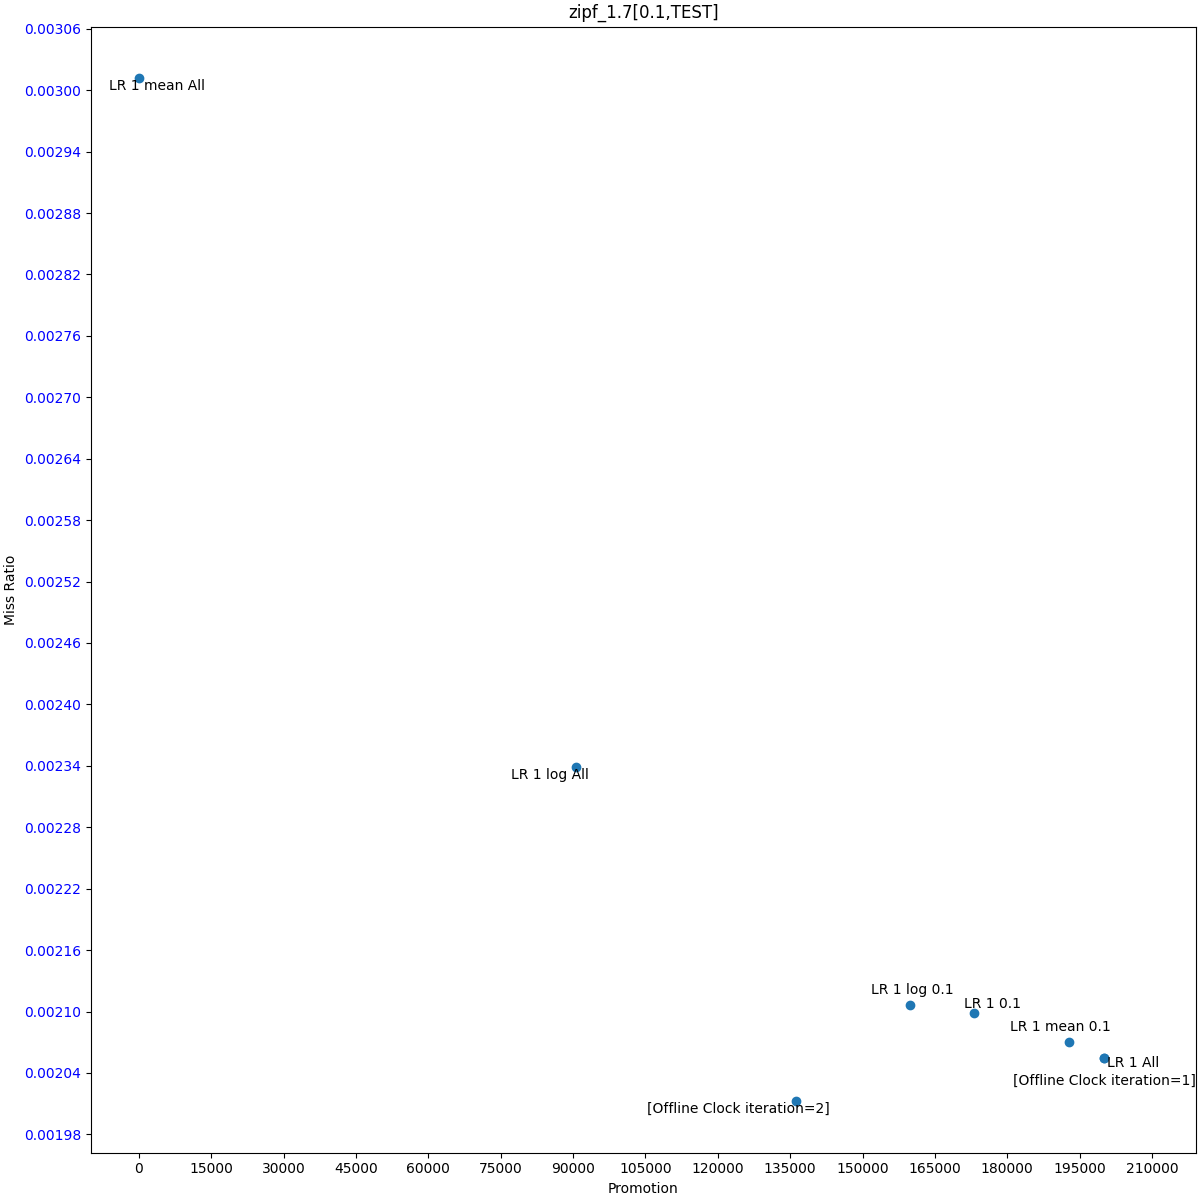 zipf_1.7[0.1,TEST]
0.00306
0.00300
0.00294
0.00288
0.00282
0.00276
0.00270
0.00264
0.00258
0.00252
0.00246
0.00240
0.00234
0.00228
0.00222
0.00216
0.00210
0.00204
0.00198
Miss Ratio
LR 1 mean All
LR 1 log All
LR 1 log 0.1
LR 1 0.1
LR 1 mean 0.1
LR 1 All
[Offline Clock iteration=1]
[Offline Clock iteration=2]
0 15000 30000 45000 60000 75000 90000 105000 120000 135000 150000 165000 180000 195000 210000
Promotion